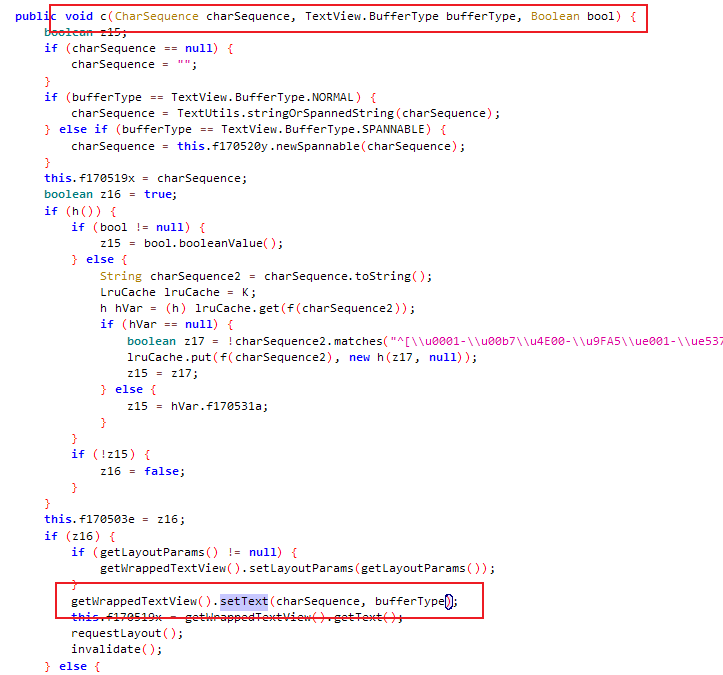 public void c(CharSequence charSequence, TextView.BufferType bufferType, Boolean bool) {
boolean z15;
if (charSequence == null) {
charSequence = "";
}
if (bufferType == TextView.BufferType.NORMAL) {
charSequence = TextUtils.stringOrSpannedString(charSequence);
} else if (bufferType == TextView.BufferType.SPANNABLE) {
charSequence = this.f170520y.newSpannable(charSequence);
}
this.f170519x = charSequence;
boolean z16 = true;
if (h()) {
if (bool != null) {
z15 = bool.booleanValue();
} else {
String charSequence2 = charSequence.toString();
LruCache lruCache = K;
h hVar = (h) lruCache.get(f(charSequence2));
if (hVar == null) {
boolean z17 = !charSequence2.matches("^[\\u0001-\\u00b7\\u4E00-\\u9FA5\\ue001-\\ue537
lruCache.put(f(charSequence2), new h(z17, null));
z15 = z17;
} else {
z15 = hVar.f170531a;
}
}
if (!z15) {
z16 = false;
}
}
this.f170503e = z16;
if (z16) {
if (getLayoutParams() != null) {
getWrappedTextView().setLayoutParams(getLayoutParams());
}
getWrappedTextView().setText(charSequence, bufferType);
this.f170519x = getWrappedTextView().getText();
requestLayout();
invalidate();
} else {